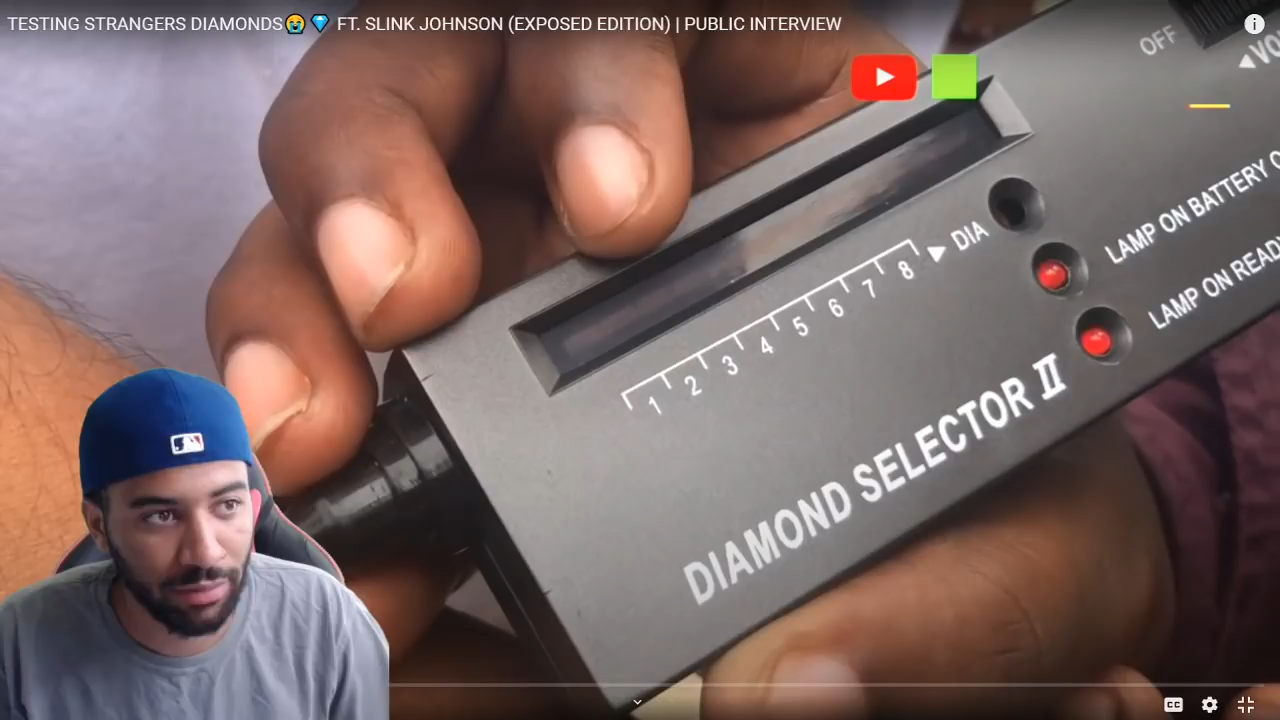 TESTING STRANGERS DIAMONDS😭💎 FT. SLINK JOHNSON (EXPOSED EDITION) | PUBLIC INTERVIEW
OFF
1 2 3 4 5 6 7 8 ▶ DIA
LAMP ON BATTERY
LAMP ON
DIAMOND SELECTOR II
CC